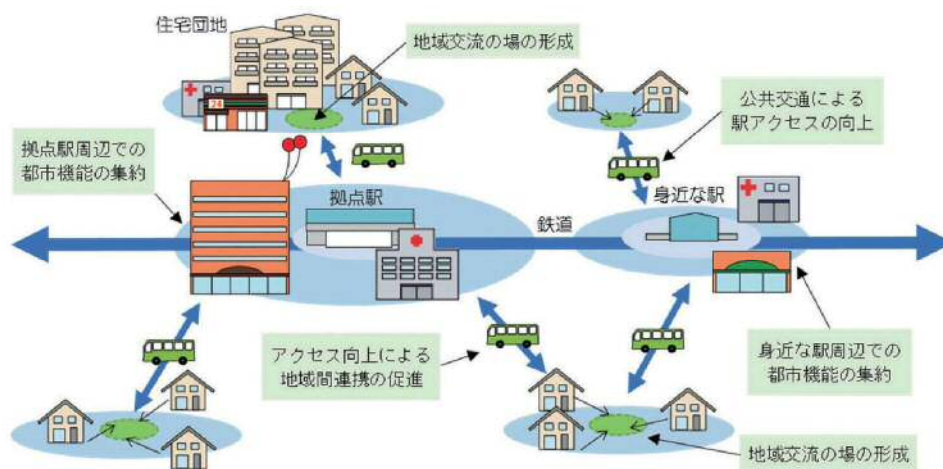 住宅団地
地域交流の場の形成
公共交通による
駅アクセスの向上
拠点駅周辺での
都市機能の集約
24
拠点駅
身近な駅
鉄道
アクセス向上による
地域間連携の促進
身近な駅周辺での
都市機能の集約
地域交流の場の形成